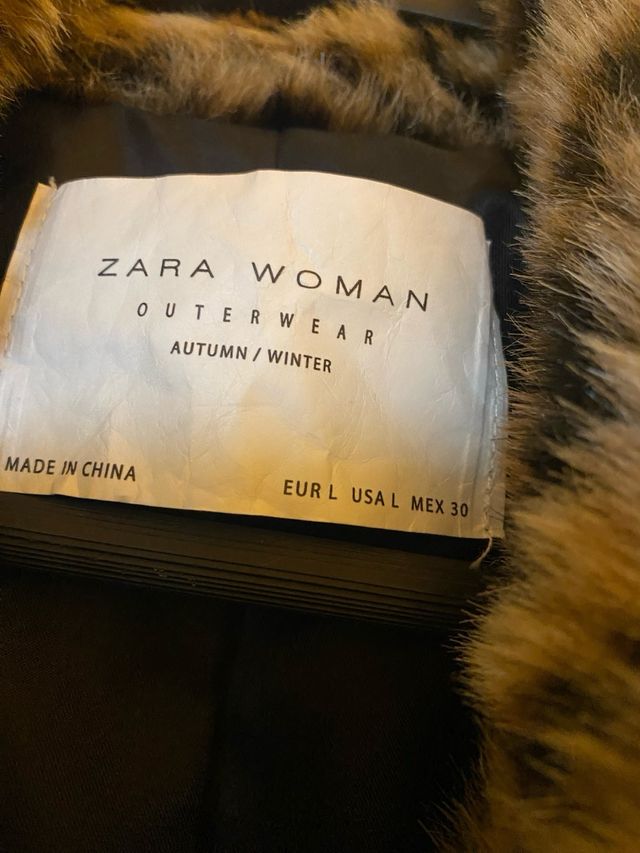 ZARA WOMAN
OUTERWEAR
AUTUMN / WINTER
MADE IN CHINA
EUR L USA L MEX 30